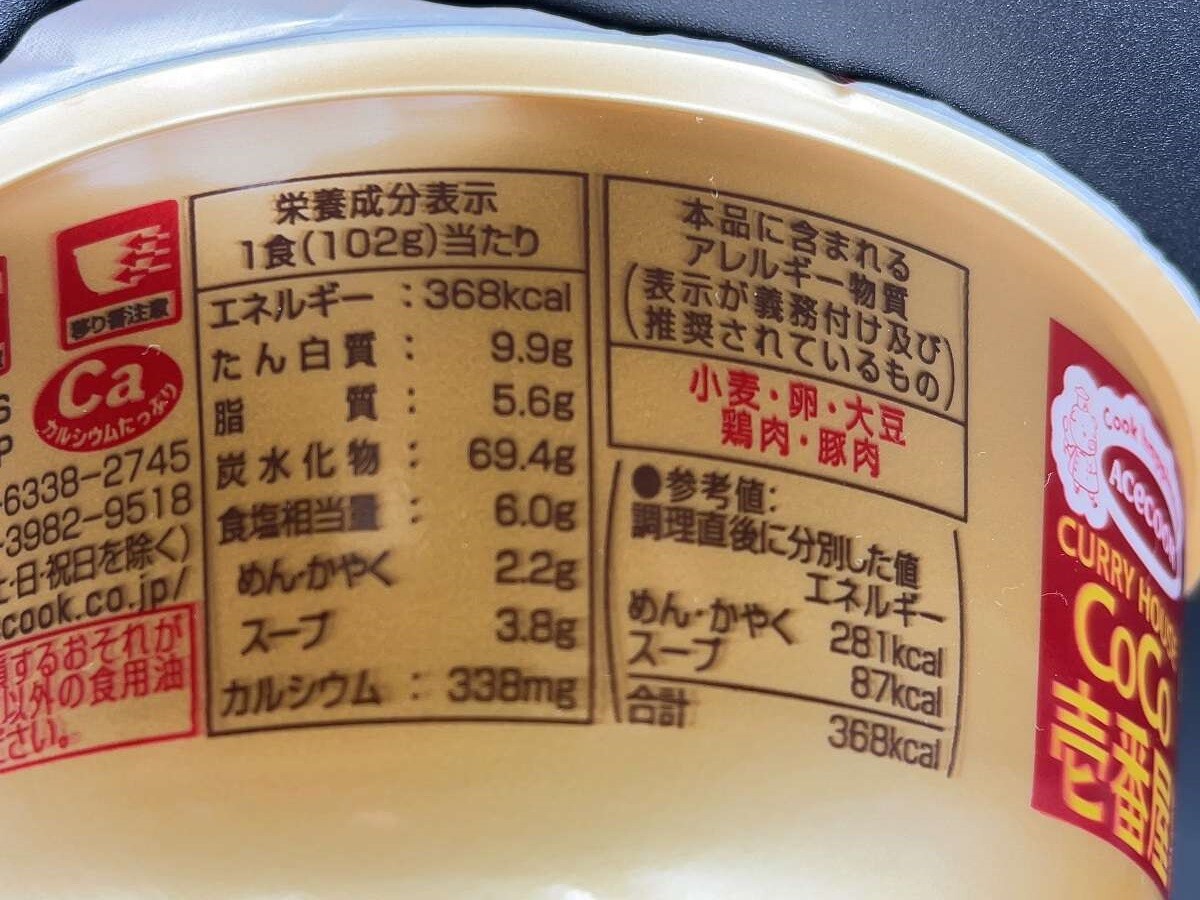 栄養成分表示
1食(102g)当たり
エネルギー:368kcal
たん白質:9.9g
脂質:5.6g
炭水化物:69.4g
食塩相当量:6.0g
めん・かやく 2.2g
スープ 3.8g
カルシウム:338mg
本品に含まれる
アレルギー物質
(表示が義務付け及び
推奨されているもの)
小麦・卵・大豆
鶏肉・豚肉
●参考値:
調理直後に分別した値
エネルギー
めん・かやく 281kcal
スープ 87kcal
合計 368kcal
移り香注意
Ca
カルシウムたっぷり
-6338-2745
-3982-9518
日・祝日を除く)
cook.co.jp/
するおそれが
以外の食用油
ださい。
Cook
Acecook
CURRY HOUSE
CoCo
壱番屋